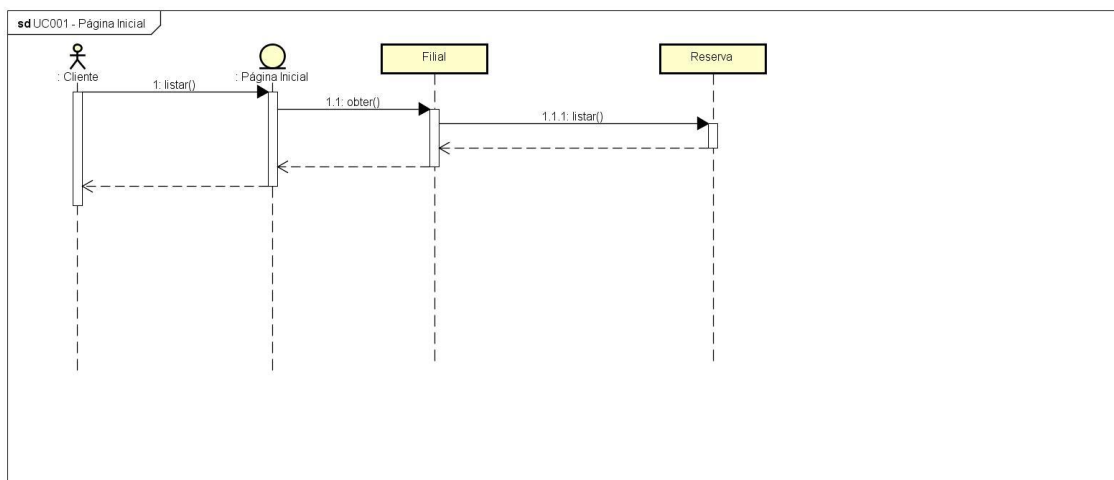 sd UC001 - Página Inicial
: Cliente
: Página Inicial
Filial
Reserva
1: listar()
1.1: obter()
1.1.1: listar()